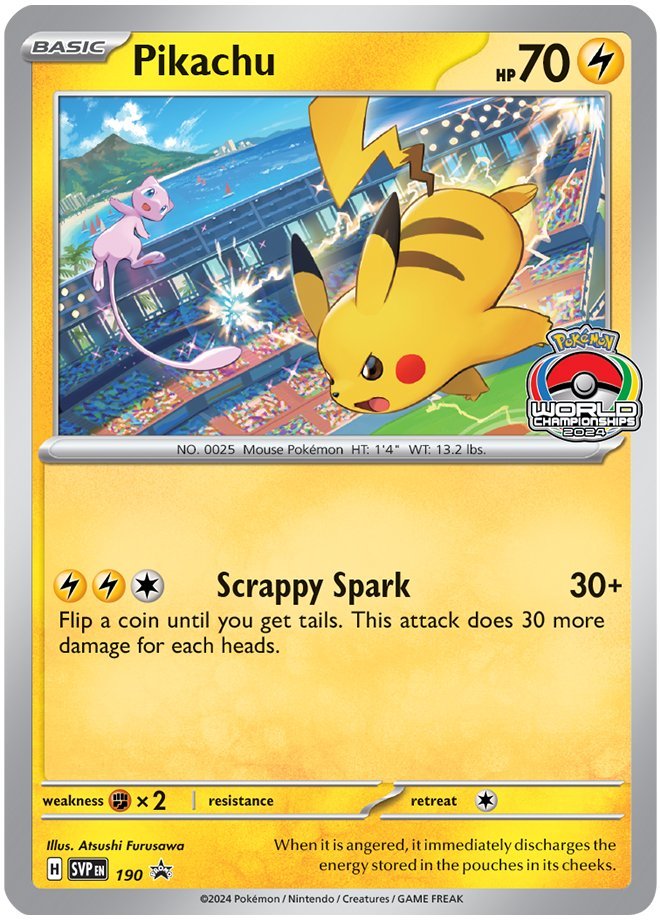 BASIC
Pikachu
HP 70
Pokémon
WORLD
CHAMPIONSHIPS
2024
NO. 0025 Mouse Pokémon HT: 1'4" WT: 13.2 lbs.
Scrappy Spark 30+
Flip a coin until you get tails. This attack does 30 more
damage for each heads.
weakness ×2 resistance retreat
Illus. Atsushi Furusawa
When it is angered, it immediately discharges the
energy stored in the pouches in its cheeks.
H SVP EN 190 PROMO
©2024 Pokémon / Nintendo / Creatures / GAME FREAK